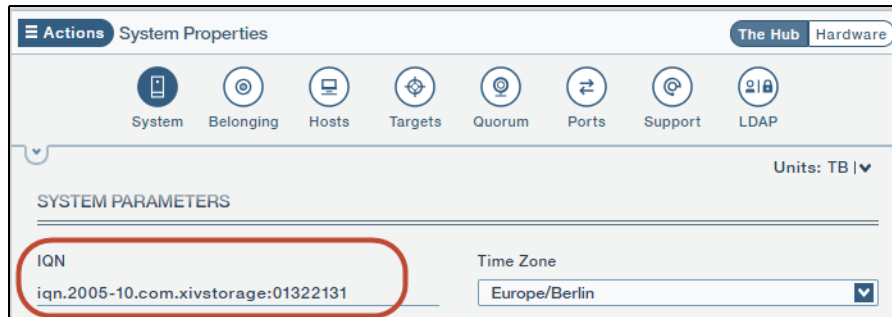 Actions System Properties The Hub Hardware
System Belonging Hosts Targets Quorum Ports Support LDAP
Units: TB |
SYSTEM PARAMETERS
IQN Time Zone
iqn.2005-10.com.xivstorage:01322131 Europe/Berlin